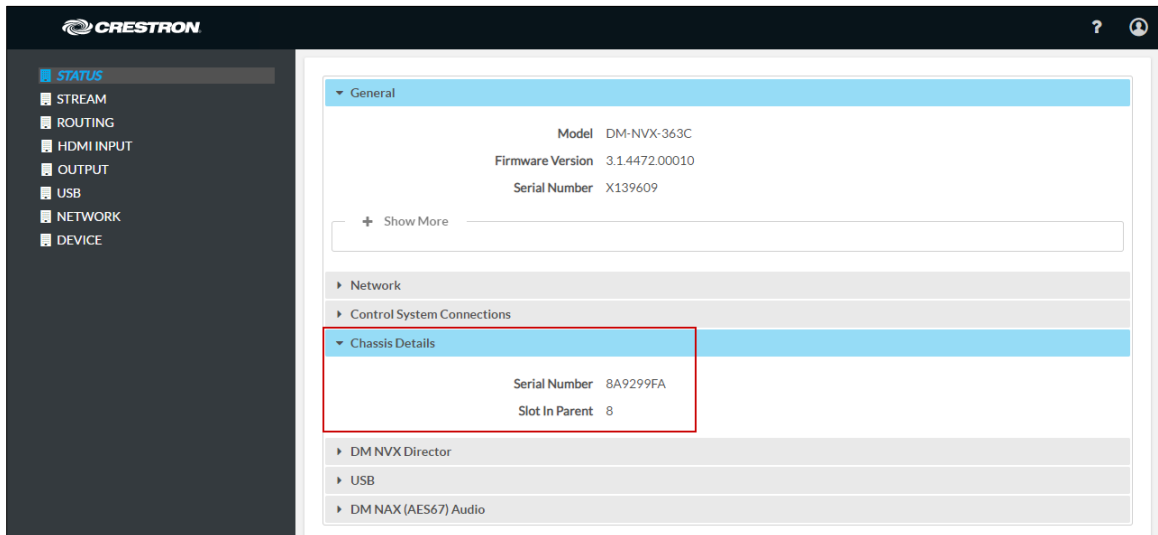 CRESTRON
?
STATUS
STREAM
ROUTING
HDMI INPUT
OUTPUT
USB
NETWORK
DEVICE
General
Model DM-NVX-363C
Firmware Version 3.1.4472.00010
Serial Number X139609
+ Show More
Network
Control System Connections
Chassis Details
Serial Number 8A9299FA
Slot In Parent 8
DM NVX Director
USB
DM NAX (AES67) Audio